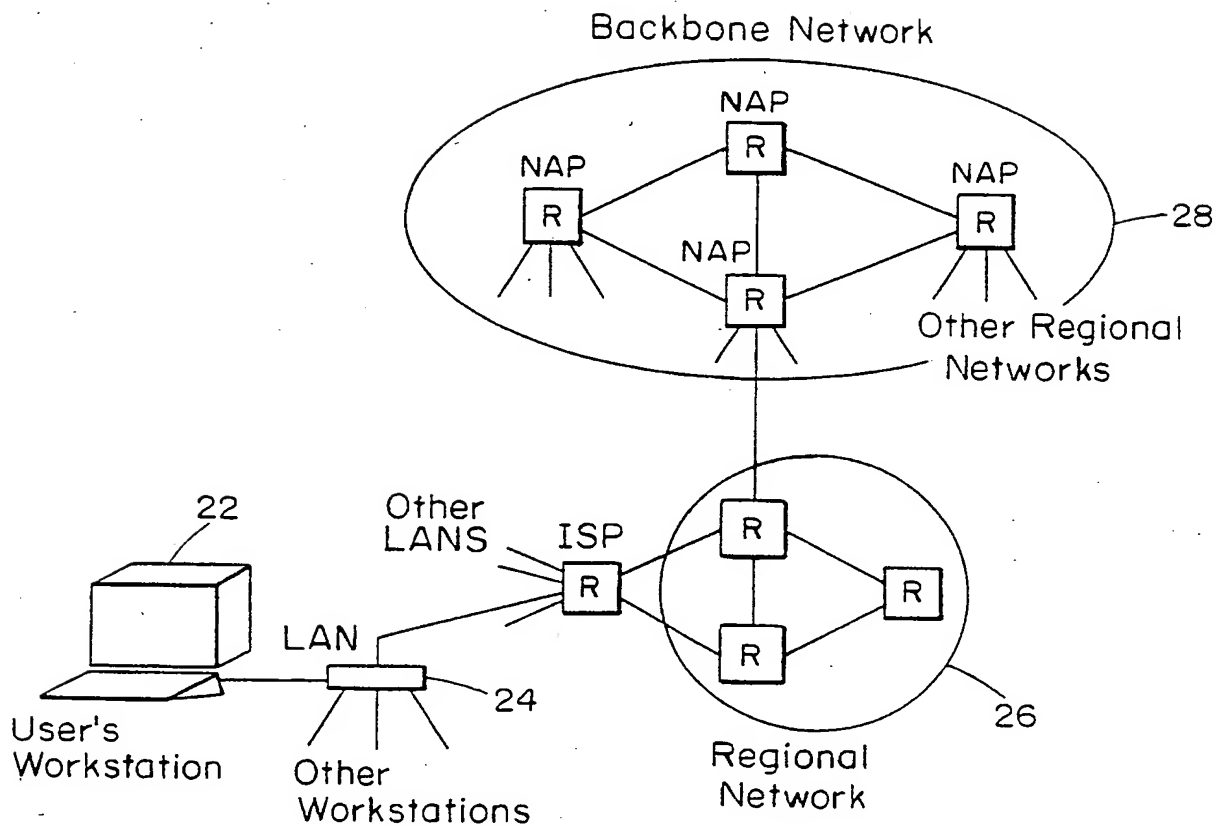 Backbone Network
NAP
R
NAP
R
NAP
R
28
NAP
R
Other Regional
Networks
22
Other
LANS
ISP
R
R
R
R
LAN
24
26
User's
Workstation
Other
Workstations
Regional
Network